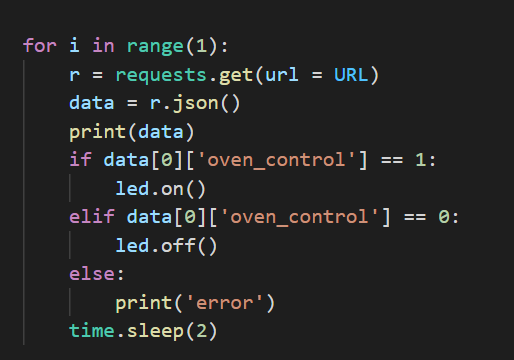 for i in range(1):
    r = requests.get(url = URL)
    data = r.json()
    print(data)
    if data[0]['oven_control'] == 1:
        led.on()
    elif data[0]['oven_control'] == 0:
        led.off()
    else:
        print('error')
    time.sleep(2)